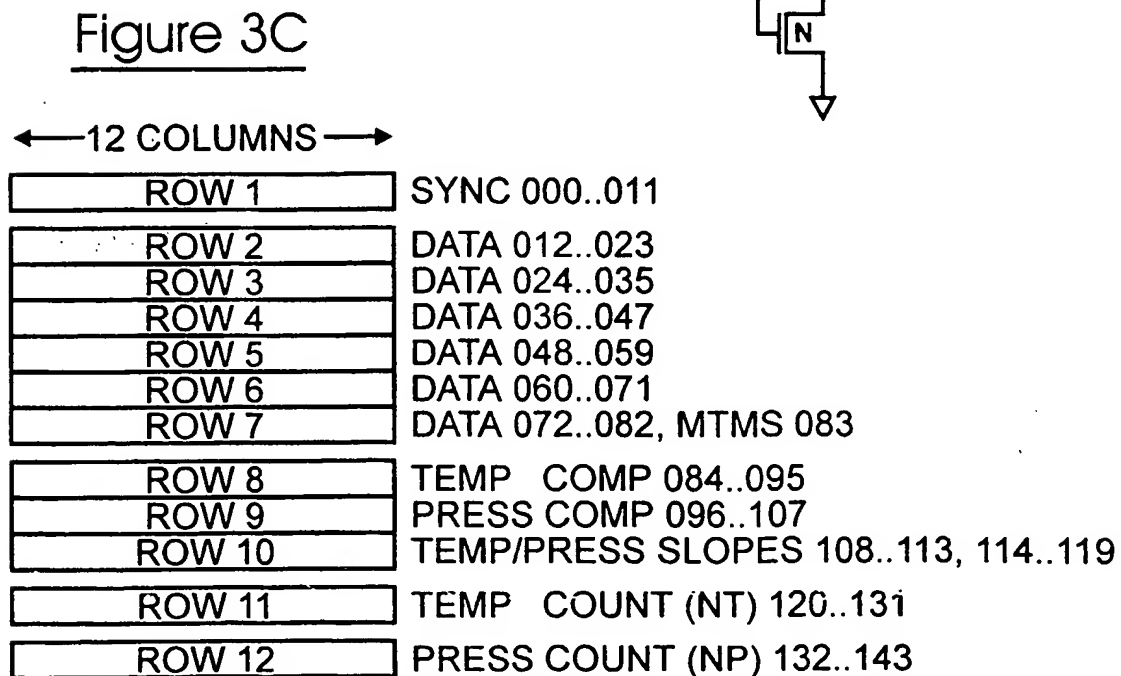 Figure 3C
N
12 COLUMNS
ROW 1 SYNC 000..011
ROW 2 DATA 012..023
ROW 3 DATA 024..035
ROW 4 DATA 036..047
ROW 5 DATA 048..059
ROW 6 DATA 060..071
ROW 7 DATA 072..082, MTMS 083
ROW 8 TEMP COMP 084..095
ROW 9 PRESS COMP 096..107
ROW 10 TEMP/PRESS SLOPES 108..113, 114..119
ROW 11 TEMP COUNT (NT) 120..131
ROW 12 PRESS COUNT (NP) 132..143